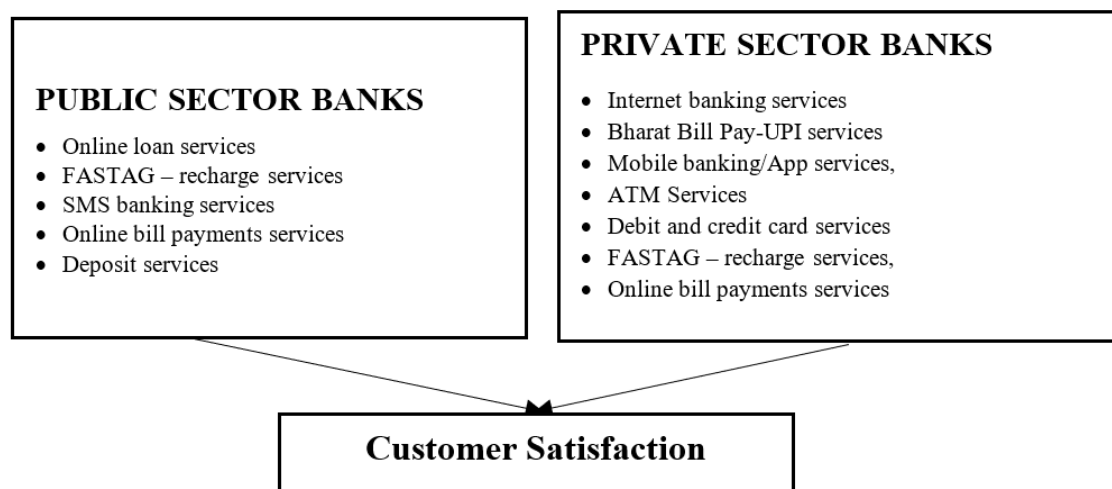 PUBLIC SECTOR BANKS
• Online loan services
• FASTAG – recharge services
• SMS banking services
• Online bill payments services
• Deposit services
PRIVATE SECTOR BANKS
• Internet banking services
• Bharat Bill Pay-UPI services
• Mobile banking/App services,
• ATM Services
• Debit and credit card services
• FASTAG – recharge services,
• Online bill payments services
Customer Satisfaction